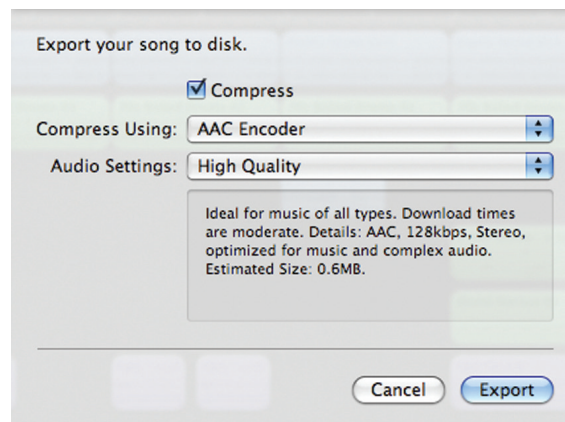 Export your song to disk.
Compress
Compress Using: AAC Encoder
Audio Settings: High Quality
Ideal for music of all types. Download times
are moderate. Details: AAC, 128kbps, Stereo,
optimized for music and complex audio.
Estimated Size: 0.6MB.
Cancel Export